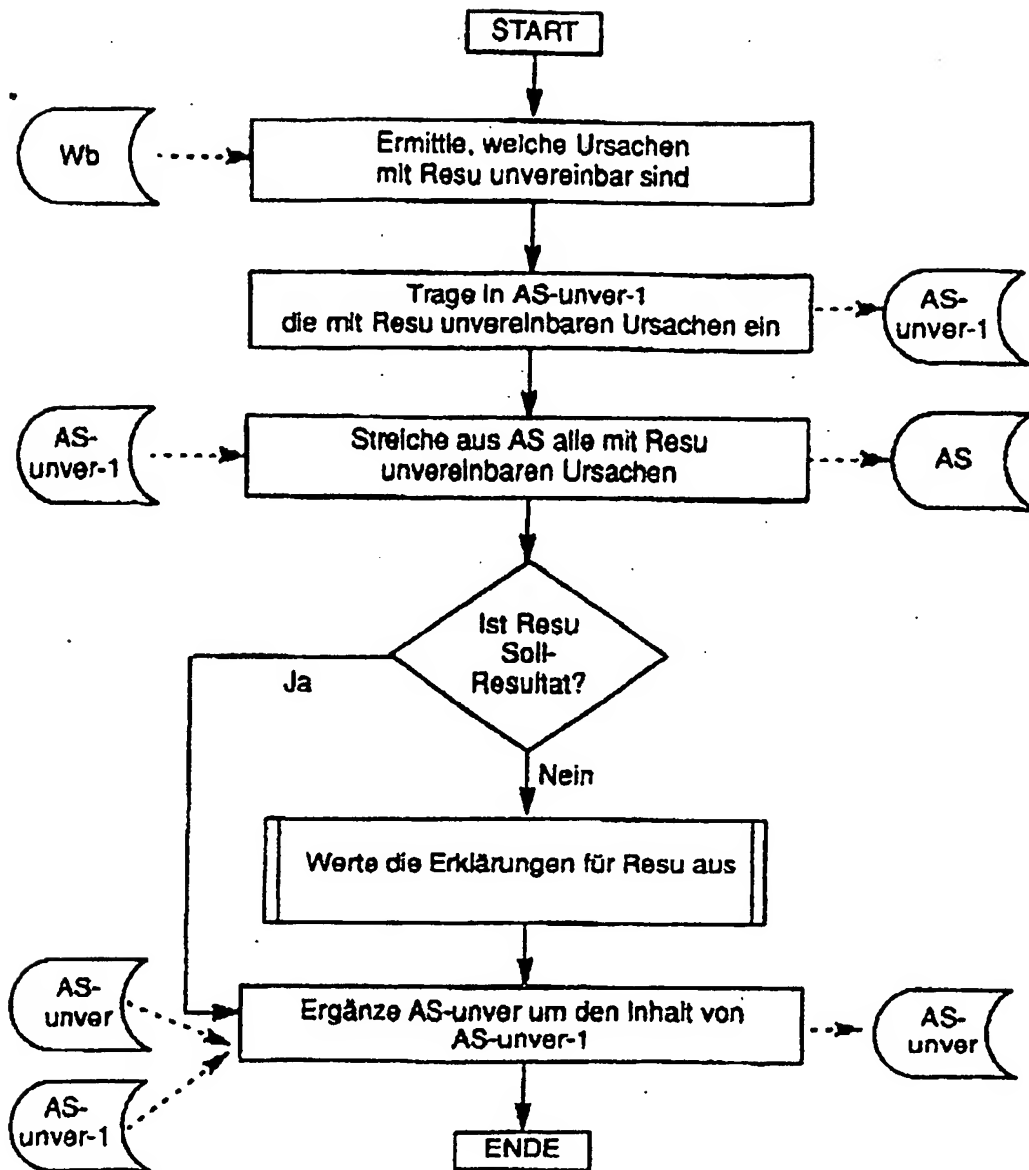 START
Wb
Ermittle, welche Ursachen
mit Resu unvereinbar sind
Trage in AS-unver-1
die mit Resu unvereinbaren Ursachen ein
AS-
unver-1
AS-
unver-1
Streiche aus AS alle mit Resu
unvereinbaren Ursachen
AS
Ist Resu
Soll-
Resultat?
Ja
Nein
Werte die Erklärungen für Resu aus
AS-
unver
AS-
unver-1
Ergänze AS-unver um den Inhalt von
AS-unver-1
AS-
unver
ENDE